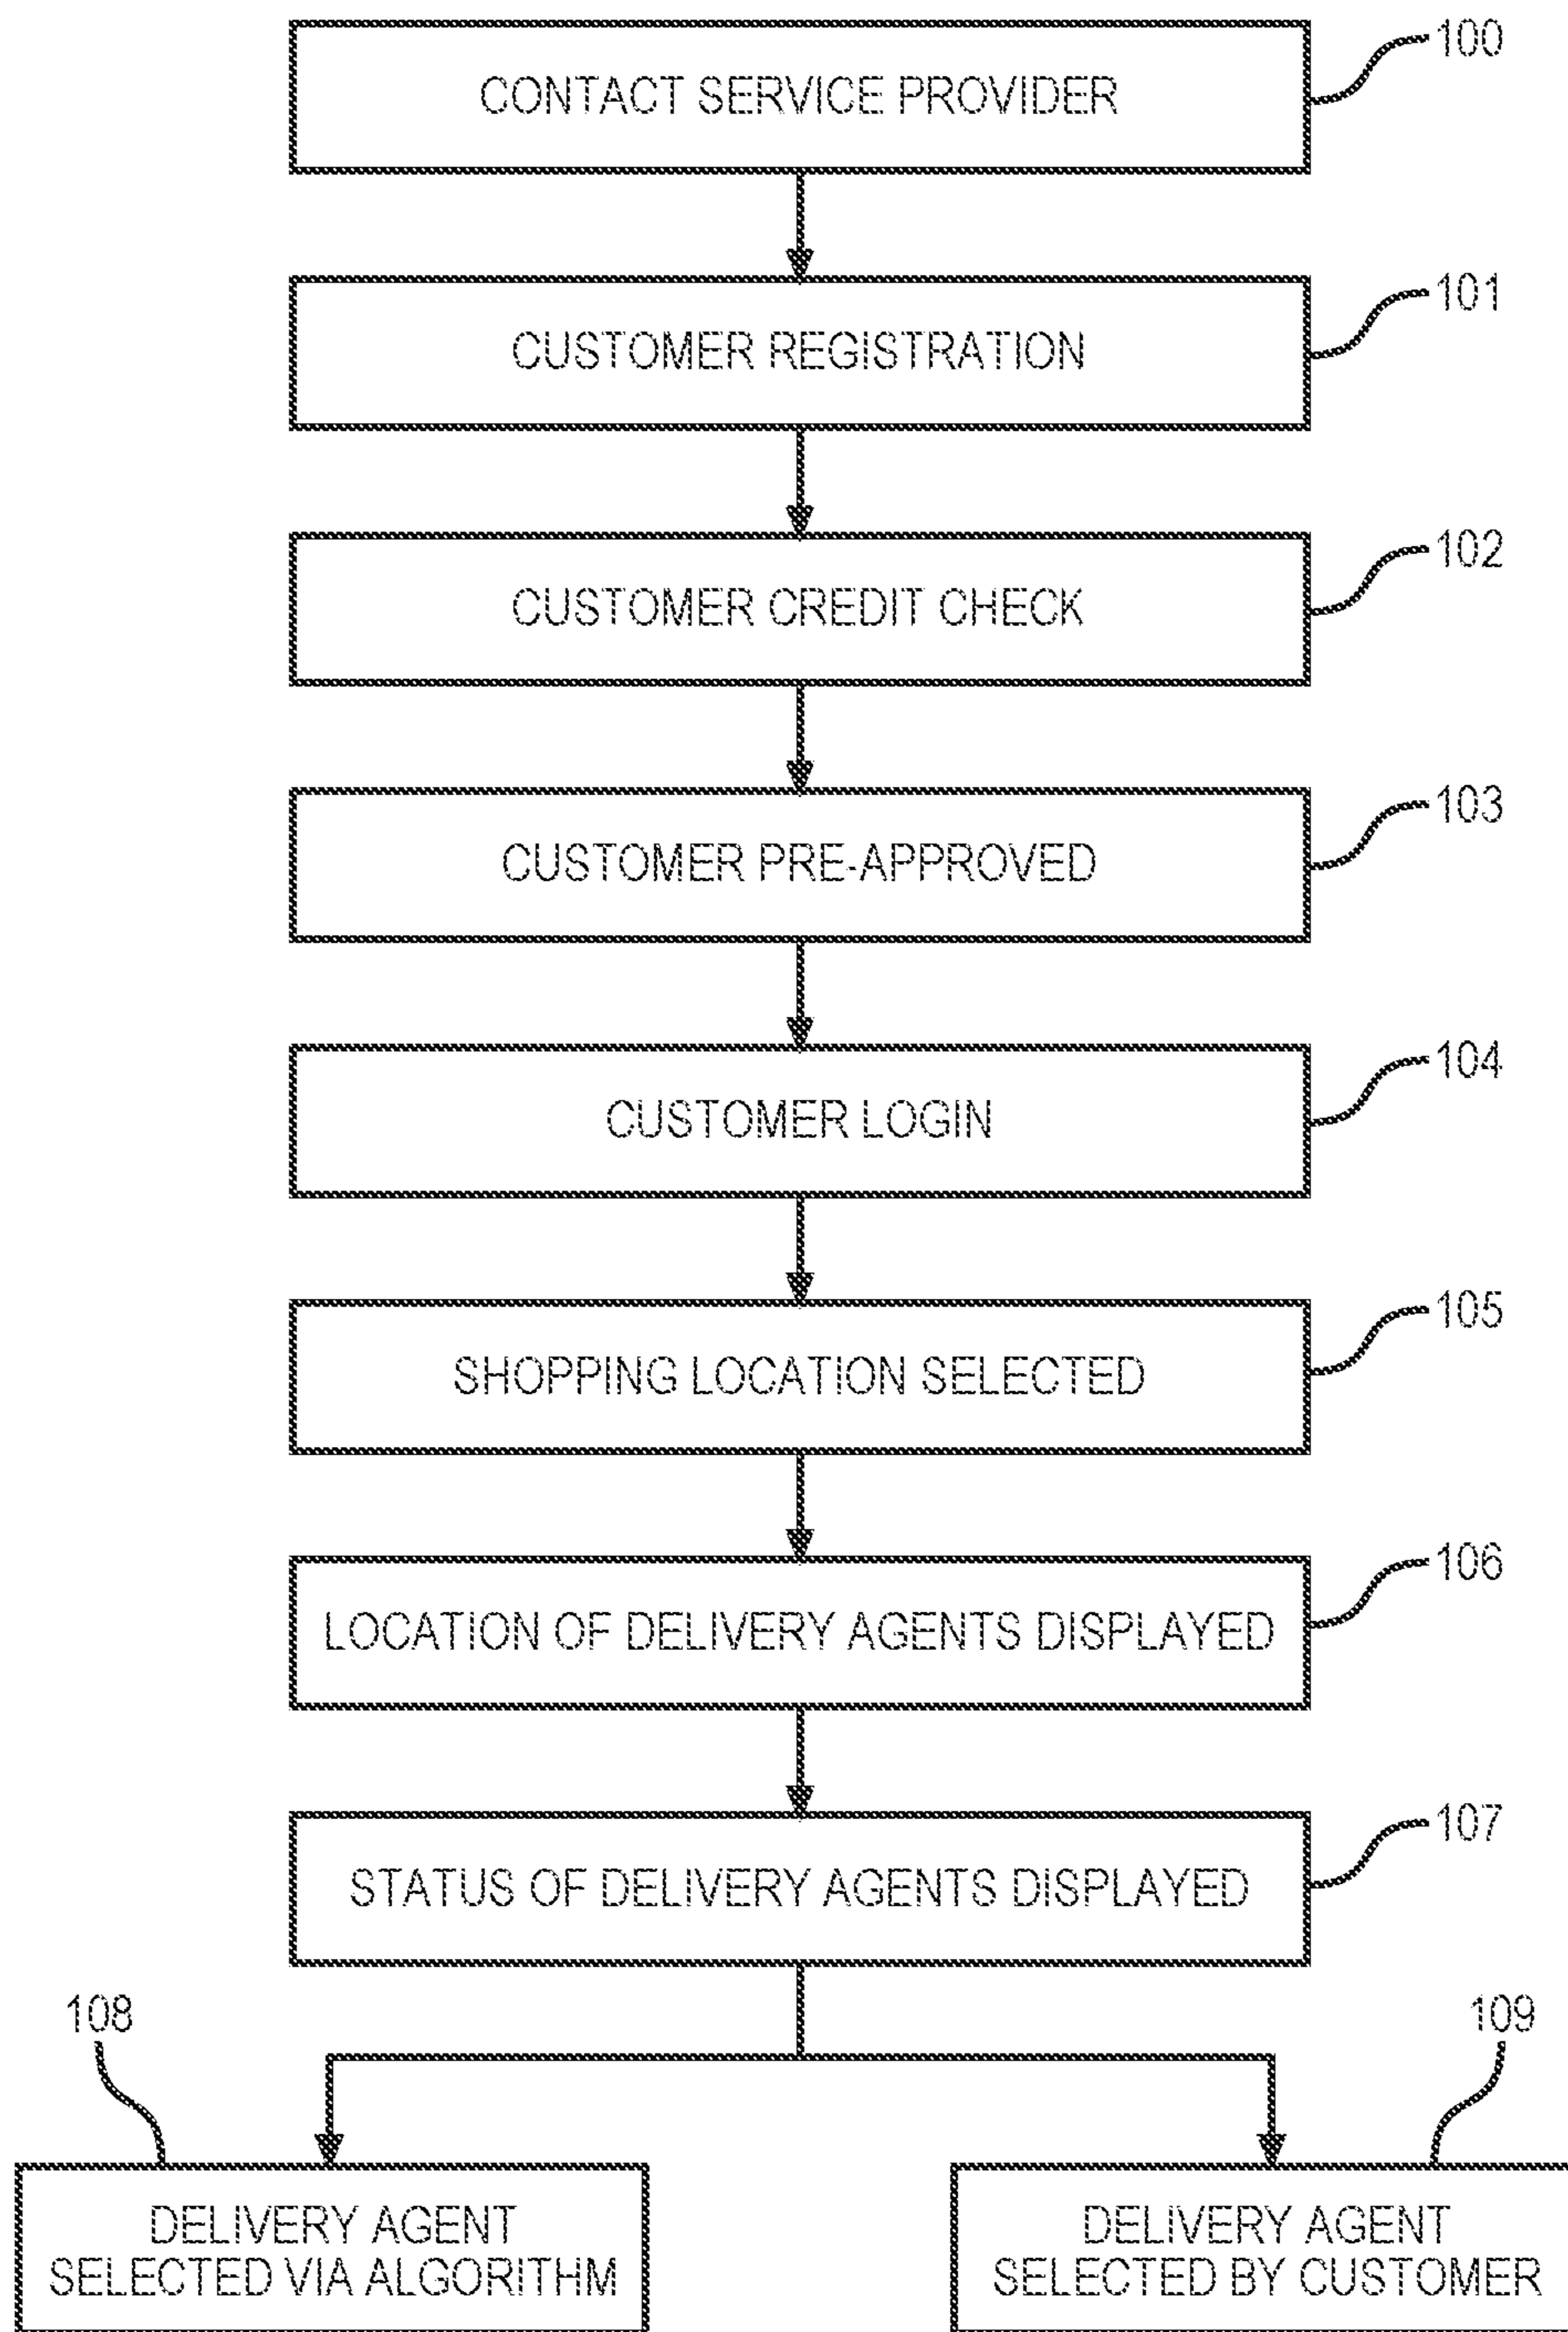 CONTACT SERVICE PROVIDER
100
CUSTOMER REGISTRATION
101
CUSTOMER CREDIT CHECK
102
CUSTOMER PRE-APPROVED
103
CUSTOMER LOGIN
104
SHOPPING LOCATION SELECTED
105
LOCATION OF DELIVERY AGENTS DISPLAYED
106
STATUS OF DELIVERY AGENTS DISPLAYED
107
108
DELIVERY AGENT
SELECTED VIA ALGORITHM
109
DELIVERY AGENT
SELECTED BY CUSTOMER